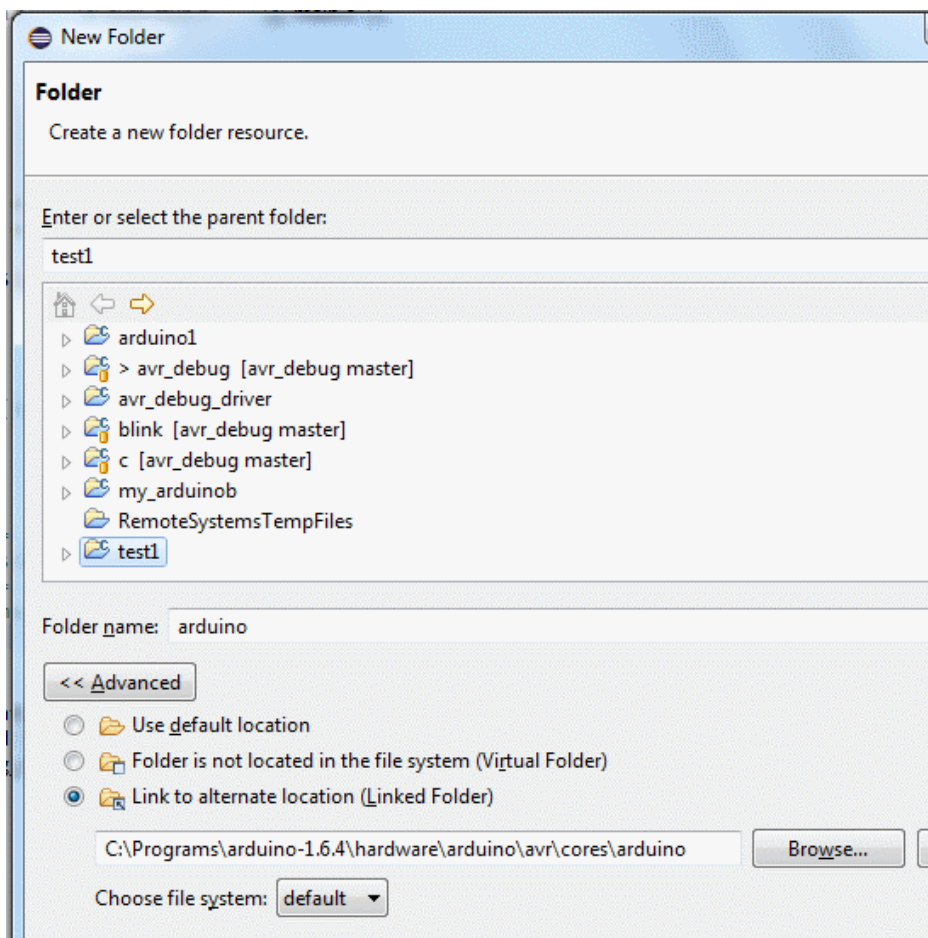 New Folder
Folder
Create a new folder resource.
Enter or select the parent folder:
test1
arduino1
> avr_debug [avr_debug master]
avr_debug_driver
blink [avr_debug master]
c [avr_debug master]
my_arduinob
RemoteSystemsTempFiles
test1
Folder name: arduino
<< Advanced
Use default location
Folder is not located in the file system (Virtual Folder)
Link to alternate location (Linked Folder)
C:\Programs\arduino-1.6.4\hardware\arduino\avr\cores\arduino Browse...
Choose file system: default